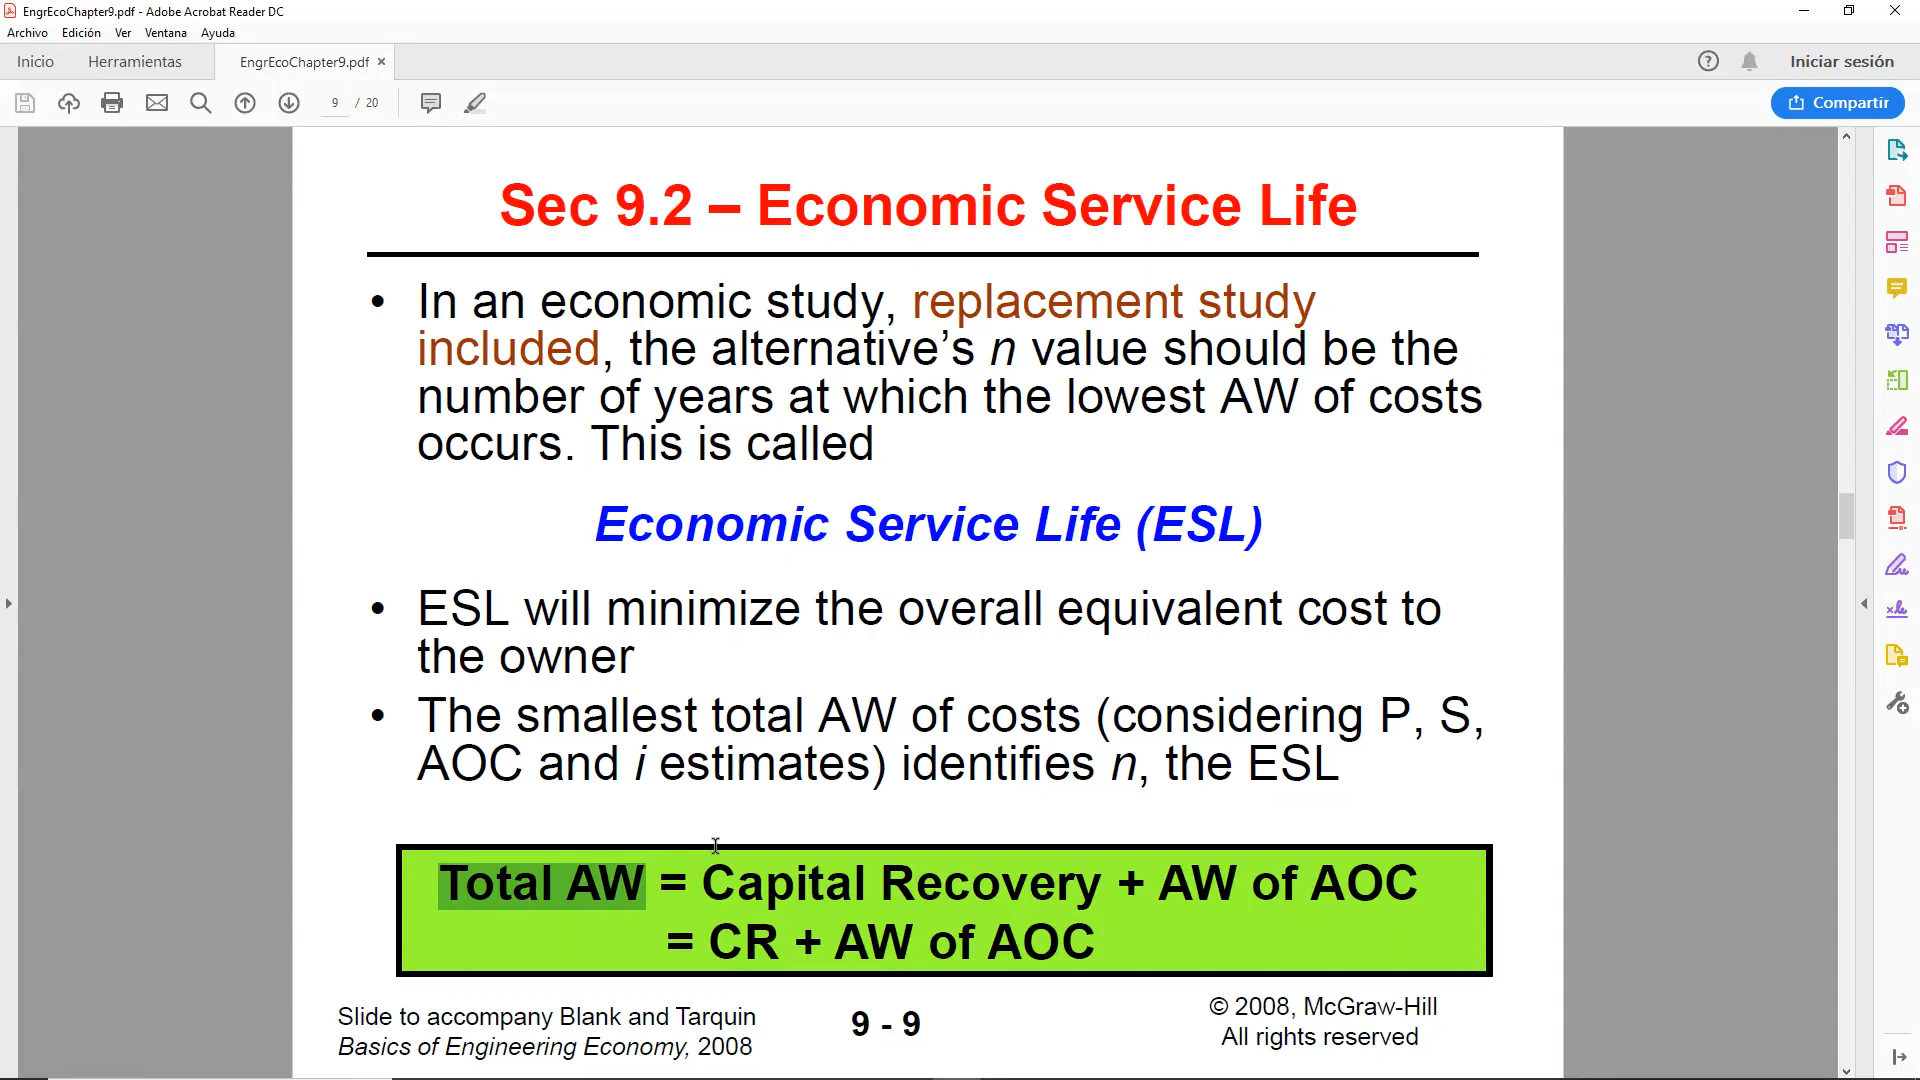 EngrEcoChapter9.pdf - Adobe Acrobat Reader DC
Archivo Edición Ver Ventana Ayuda
Inicio Herramientas EngrEcoChapter9.pdf × Iniciar sesión
9 / 20 Compartir
Sec 9.2 – Economic Service Life
• In an economic study, replacement study
included, the alternative’s n value should be the
number of years at which the lowest AW of costs
occurs. This is called
Economic Service Life (ESL)
• ESL will minimize the overall equivalent cost to
the owner
• The smallest total AW of costs (considering P, S,
AOC and i estimates) identifies n, the ESL
Total AW = Capital Recovery + AW of AOC
= CR + AW of AOC
Slide to accompany Blank and Tarquin
Basics of Engineering Economy, 2008
9 - 9
© 2008, McGraw-Hill
All rights reserved